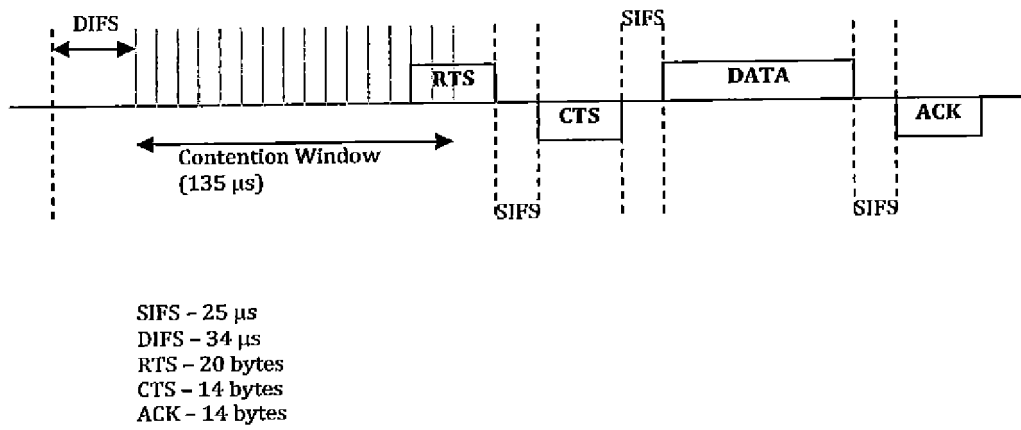 DIFS
SIFS
RTS
DATA
CTS
ACK
Contention Window
(135 µs)
SIFS
SIFS
SIFS – 25 µs
DIFS – 34 µs
RTS – 20 bytes
CTS – 14 bytes
ACK – 14 bytes